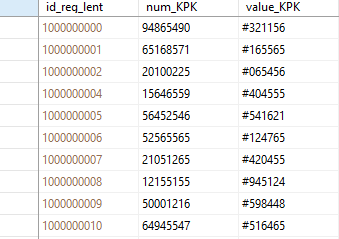 id_req_lent num_KPK value_KPK
1000000000 94865490 #321156
1000000001 65168571 #165565
1000000002 20100225 #065456
1000000004 15646559 #404555
1000000005 56452546 #541621
1000000006 52565565 #124765
1000000007 21051265 #420455
1000000008 12155155 #945124
1000000009 50001216 #598448
1000000010 64945547 #516465